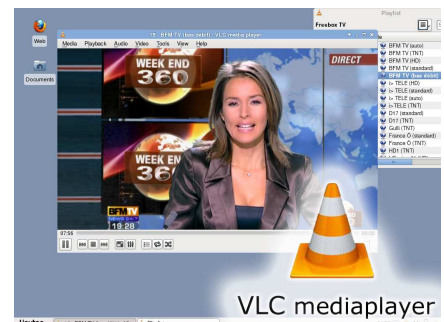 Playlist
Freebox TV
Web
Documents
19 - BFM TV (bas débit) - VLC media player
Media Playback Audio Video Tools View Help
WEEK END
360
DIRECT
WEEK EN
36
BFM TV
19:28
07:56
BFM TV (auto)
BFM TV (TNT)
BFM TV (HD)
BFM TV (standard)
BFM TV (bas débit)
i> TELE (HD)
i> TELE (standard)
i> TELE (auto)
i> TELE (TNT)
D17 (standard)
D17 (TNT)
Gulli (TNT)
France Ô (standard)
France Ô (TNT)
HD1 (TNT)
VLC mediaplayer